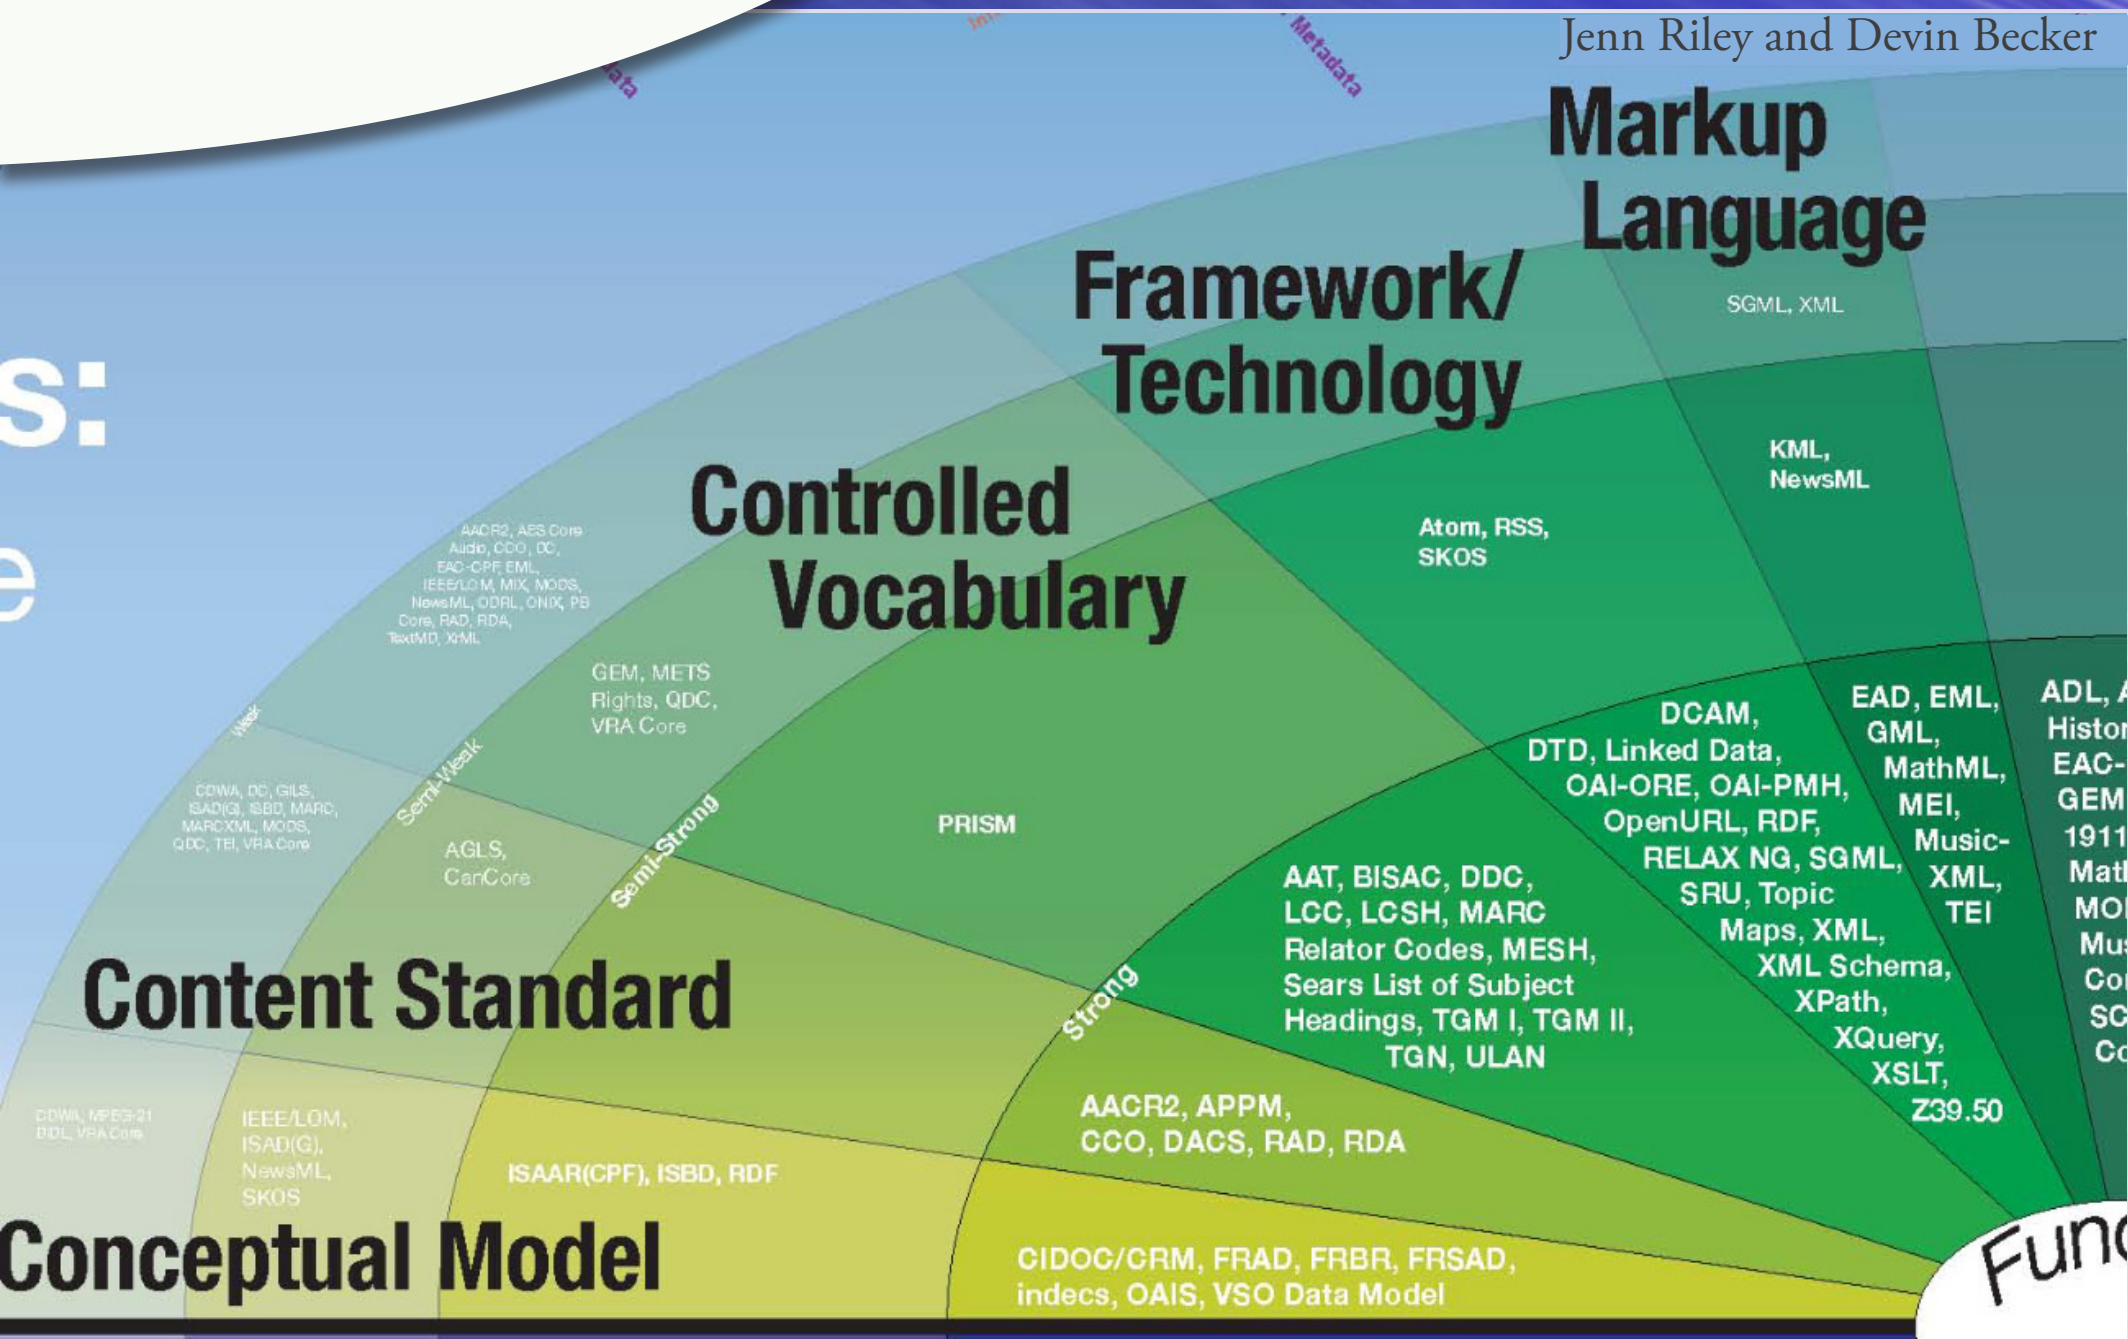 Jenn Riley and Devin Becker
Metadata
Markup
Language
SGML, XML
KML,
NewsML
Framework/
Technology
Atom, RSS,
SKOS
s:
e
Controlled
Vocabulary
AACR2, AES Core
Audio, CCO, DC,
EAC-CPF, EML,
IEEE/LOM, MIX, MODS,
NewsML, ODRL, ONIX, PB
Core, RAD, RDA,
TextMD, XrML
GEM, METS
Rights, QDC,
VRA Core
PRISM
AAT, BISAC, DDC,
LCC, LCSH, MARC
Relator Codes, MESH,
Sears List of Subject
Headings, TGM I, TGM II,
TGN, ULAN
DCAM,
DTD, Linked Data,
OAI-ORE, OAI-PMH,
OpenURL, RDF,
RELAX NG, SGML,
SRU, Topic
Maps, XML,
XML Schema,
XPath,
XQuery,
XSLT,
Z39.50
EAD, EML,
GML,
MathML,
MEI,
Music-
XML,
TEI
ADL,
EAC-
GEM
1911
Weak
Semi-Weak
Semi-Strong
Strong
CDWA, DC, GILS,
ISAD(G), ISBD, MARC,
MARCXML, MODS,
QDC, TEI, VRA Core
AGLS,
CanCore
Content Standard
AACR2, APPM,
CCO, DACS, RAD, RDA
CDWA, MPEG-21
DIDL, VRA Core
IEEE/LOM,
ISAD(G),
NewsML,
SKOS
ISAAR(CPF), ISBD, RDF
Conceptual Model
CIDOC/CRM, FRAD, FRBR, FRSAD,
indecs, OAIS, VSO Data Model